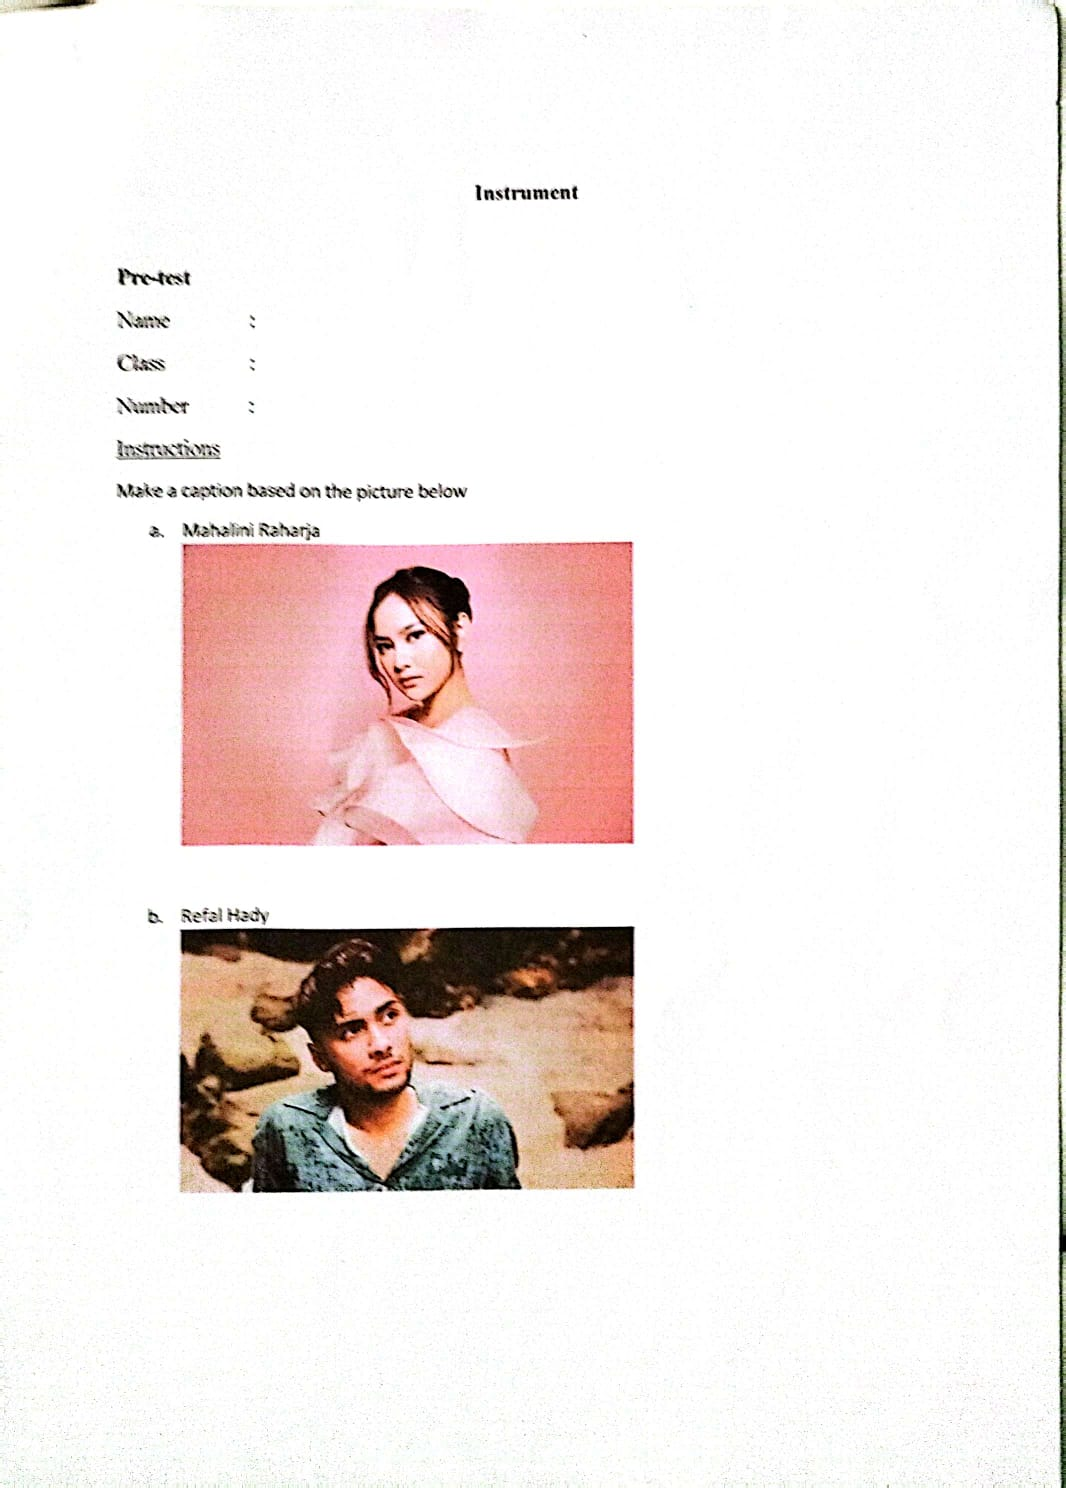 Instrument
Pre-test
Name :
Class :
Number :
Instructions
Make a caption based on the picture below
a. Mahalini Raharja
b. Refal Hady